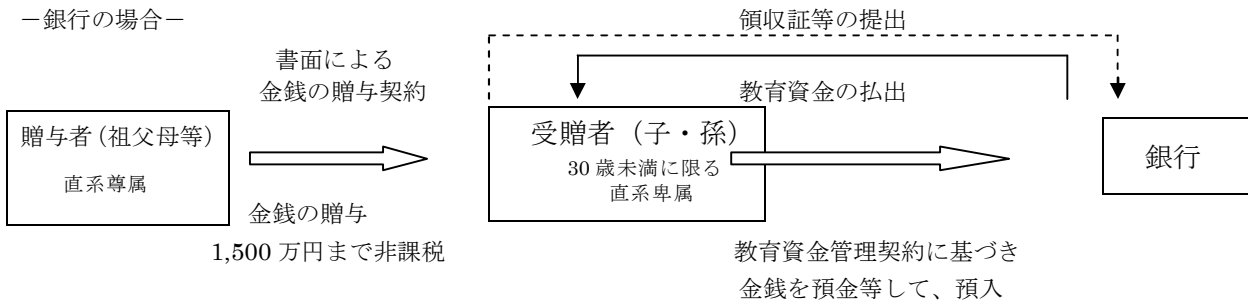 －銀行の場合－
領収証等の提出
書面による
金銭の贈与契約
教育資金の払出
贈与者（祖父母等）
直系尊属
受贈者（子・孫）
30 歳未満に限る
直系卑属
銀行
金銭の贈与
1,500 万円まで非課税
教育資金管理契約に基づき
金銭を預金等して、預入